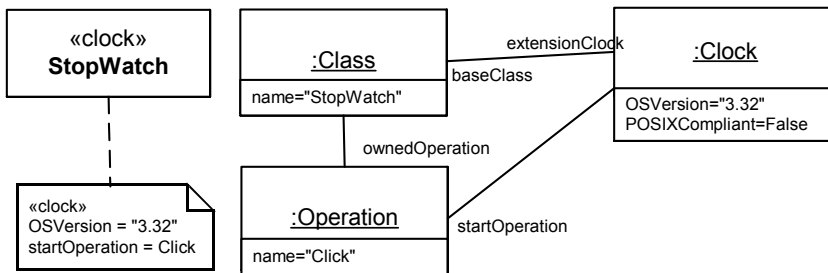 «clock»
StopWatch
«clock»
OSVersion = "3.32"
startOperation = Click
:Class
name="StopWatch"
extensionClock
baseClass
:Clock
OSVersion="3.32"
POSIXCompliant=False
ownedOperation
:Operation
name="Click"
startOperation